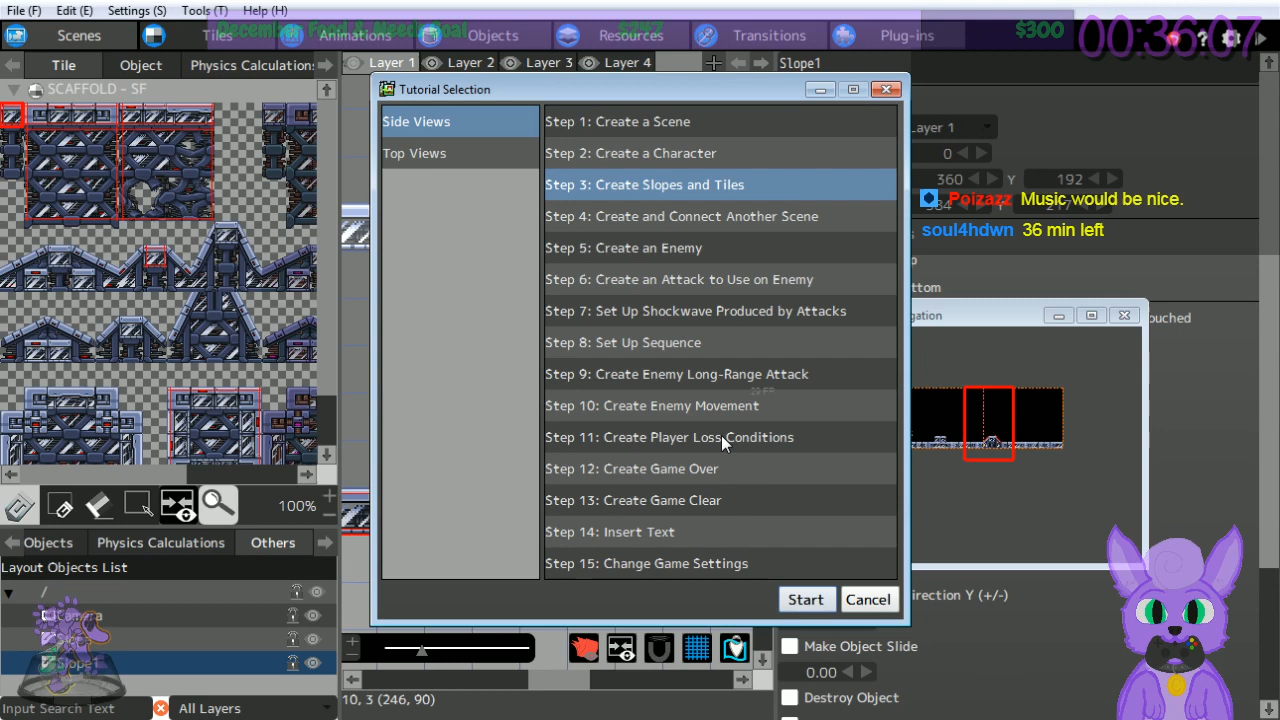 File (F) Edit (E) Settings (S) Tools (T) Help (H)
December Food & Needs Goal
$300
00:36:07
Scenes Tiles Animations Objects Resources Transitions Plug-ins
Tile Object Physics Calculation
Layer 1 Layer 2 Layer 3 Layer 4
Slope1
SCAFFOLD - SF
Tutorial Selection
Side Views
Top Views
Step 1: Create a Scene
Step 2: Create a Character
Step 3: Create Slopes and Tiles
Step 4: Create and Connect Another Scene
Step 5: Create an Enemy
Step 6: Create an Attack to Use on Enemy
Step 7: Set Up Shockwave Produced by Attacks
Step 8: Set Up Sequence
Step 9: Create Enemy Long-Range Attack
Step 10: Create Enemy Movement
Step 11: Create Player Loss Conditions
Step 12: Create Game Over
Step 13: Create Game Clear
Step 14: Insert Text
Step 15: Change Game Settings
Start Cancel
ayer 1
0
360 Y 192
Poizazz Music would be nice.
soul4hdwn 36 min left
ttom
gation
ouched
irection Y (+/-)
Make Object Slide
0.00
Destroy Object
100%
Objects Physics Calculations Others
Layout Objects List
/
Camera
Slope1
Input Search Text
All Layers
10, 3 (246, 90)